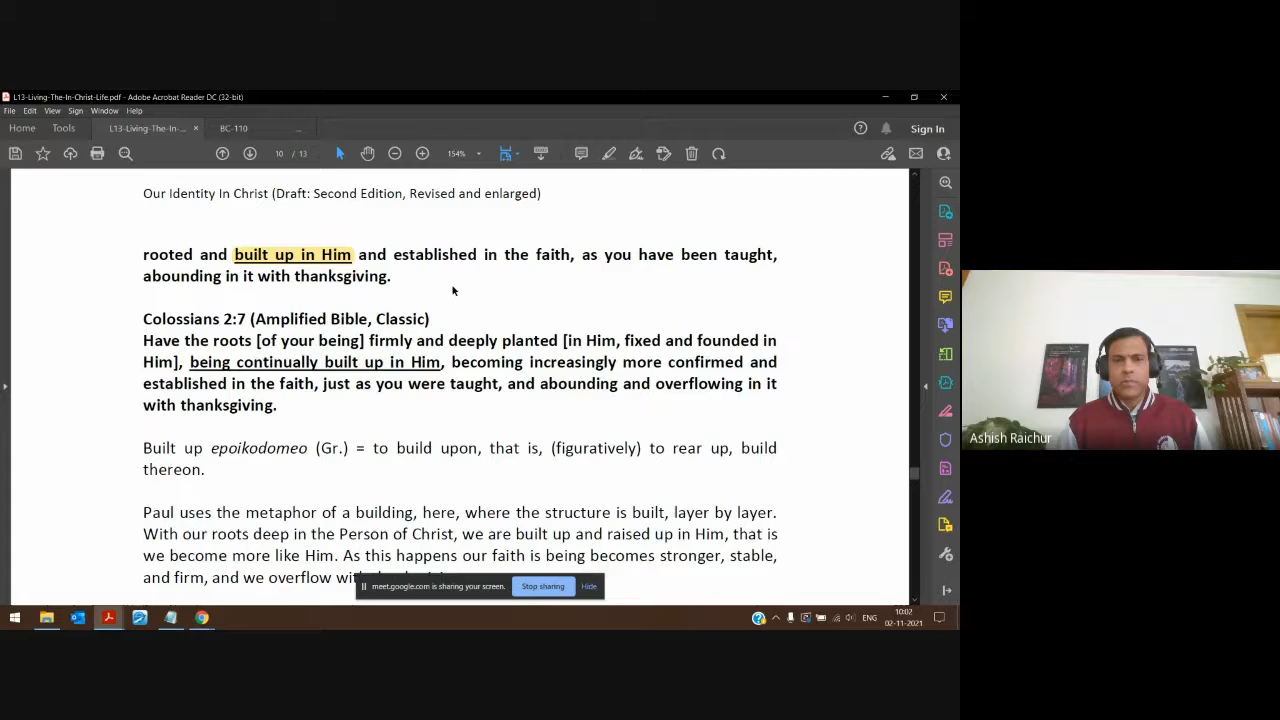 L13-Living-The-In-Christ-Life.pdf - Adobe Acrobat Reader DC (32-bit)
File Edit View Sign Window Help
Home Tools L13-Living-The-In-... × BC-110 ... Sign In
10 / 13 154%
Our Identity In Christ (Draft: Second Edition, Revised and enlarged)
rooted and built up in Him and established in the faith, as you have been taught,
abounding in it with thanksgiving.
Colossians 2:7 (Amplified Bible, Classic)
Have the roots [of your being] firmly and deeply planted [in Him, fixed and founded in
Him], being continually built up in Him, becoming increasingly more confirmed and
established in the faith, just as you were taught, and abounding and overflowing in it
with thanksgiving.
Built up epoikodomeo (Gr.) = to build upon, that is, (figuratively) to rear up, build
thereon.
Paul uses the metaphor of a building, here, where the structure is built, layer by layer.
With our roots deep in the Person of Christ, we are built up and raised up in Him, that is
we become more like Him. As this happens our faith is being becomes stronger, stable,
and firm, and we overflow
meet.google.com is sharing your screen. Stop sharing Hide
Ashish Raichur
ENG 10:02
02-11-2021